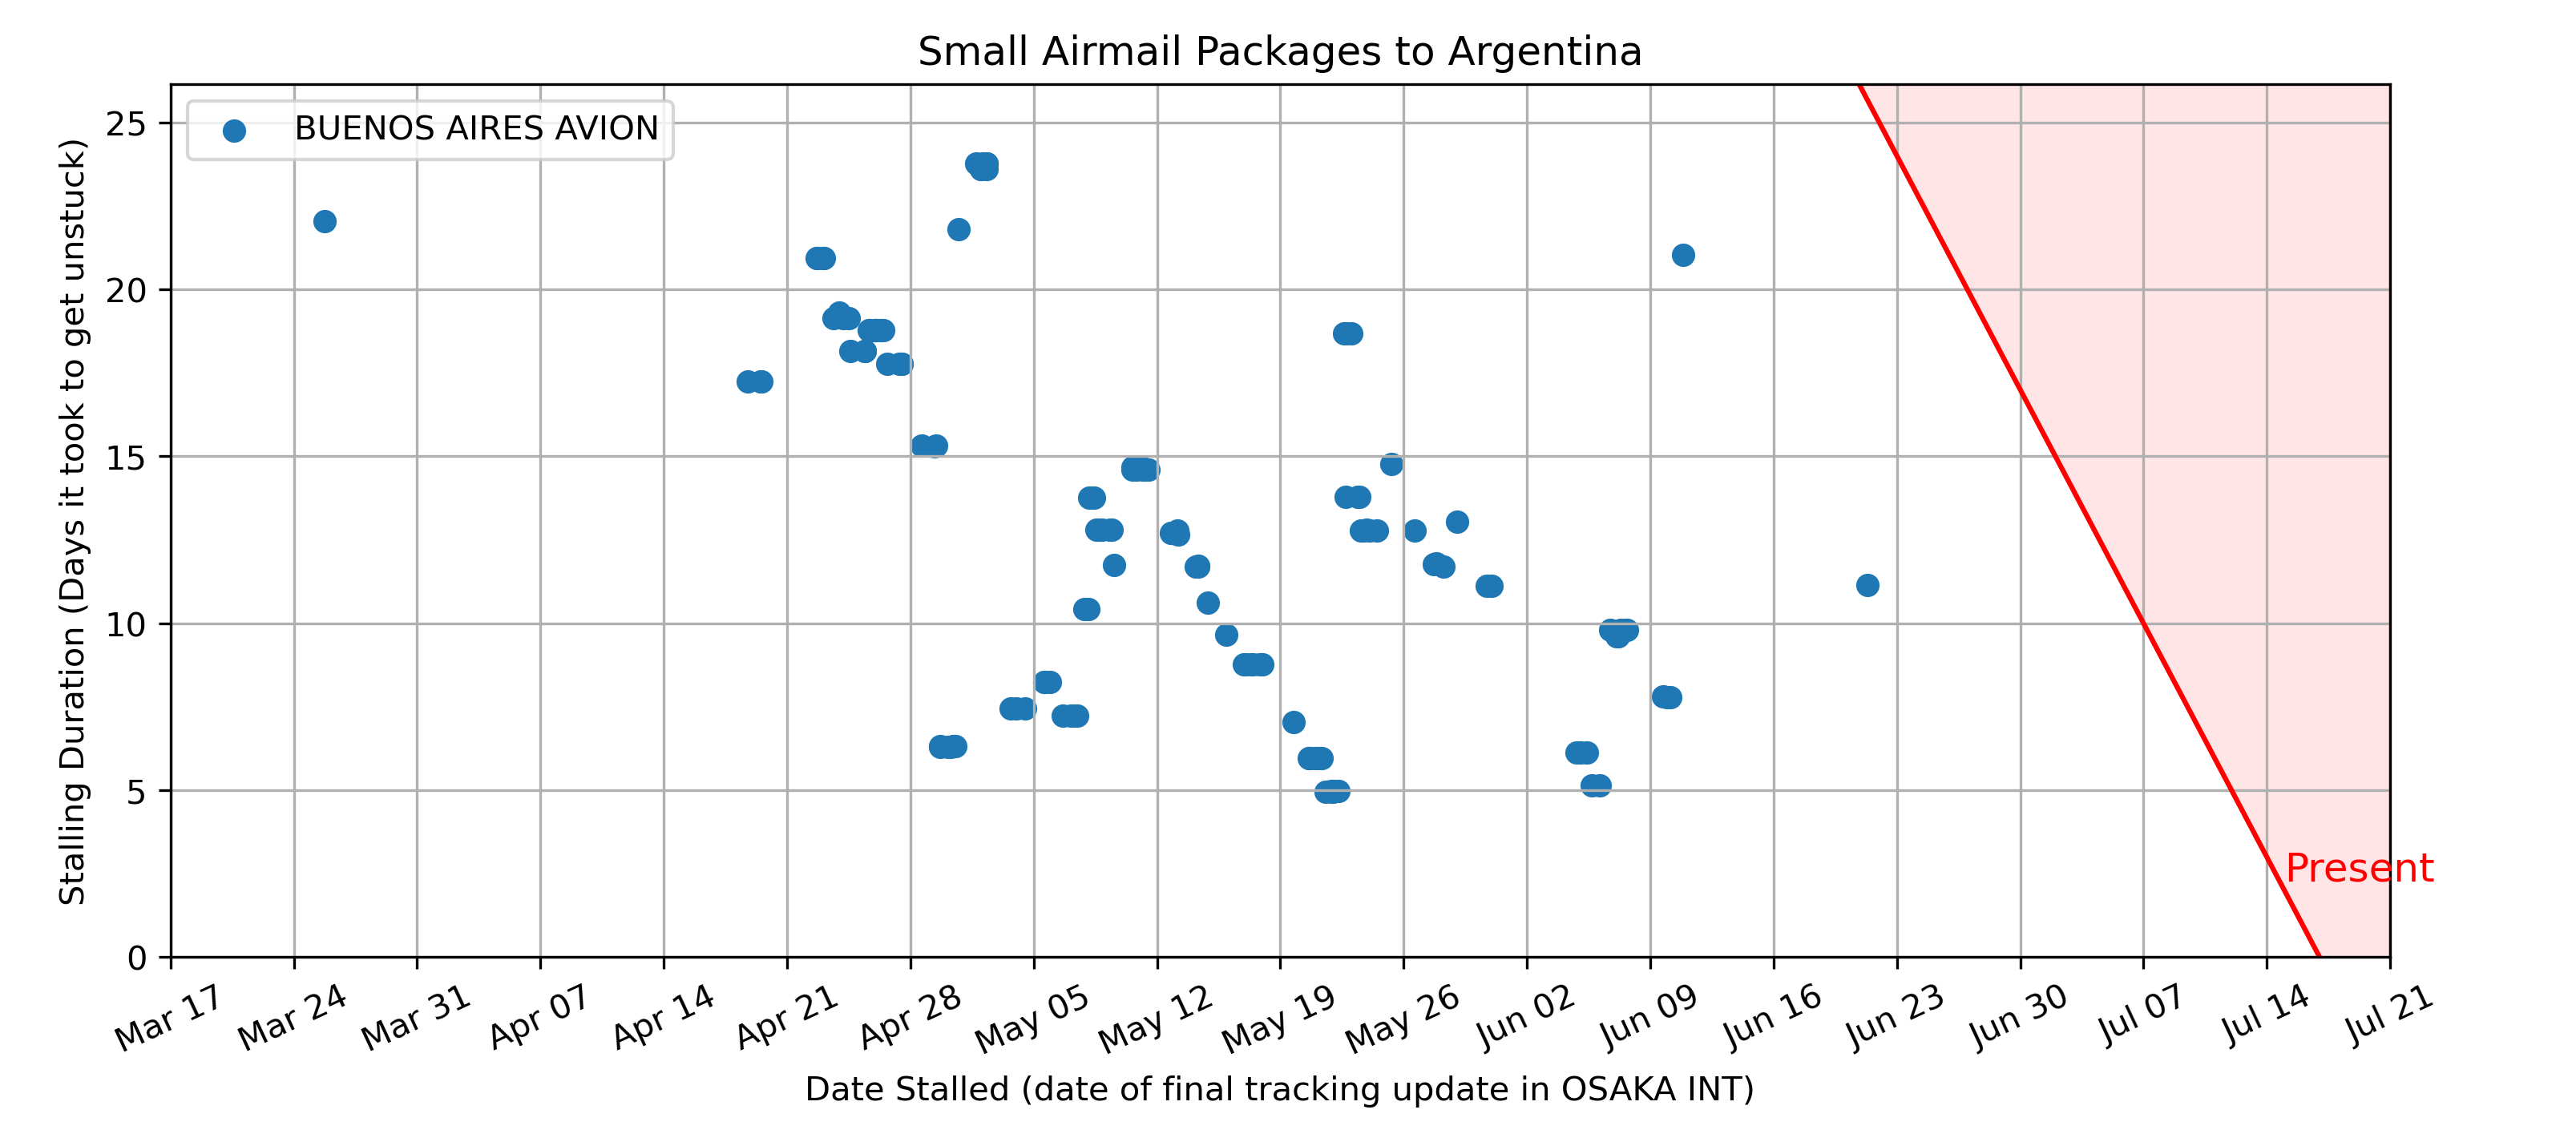 Small Airmail Packages to Argentina
BUENOS AIRES AVION
Stalling Duration (Days it took to get unstuck)
25
20
15
10
5
0
Present
Mar 17
Mar 24
Mar 31
Apr 07
Apr 14
Apr 21
Apr 28
May 05
May 12
May 19
May 26
Jun 02
Jun 09
Jun 16
Jun 23
Jun 30
Jul 07
Jul 14
Jul 21
Date Stalled (date of final tracking update in OSAKA INT)